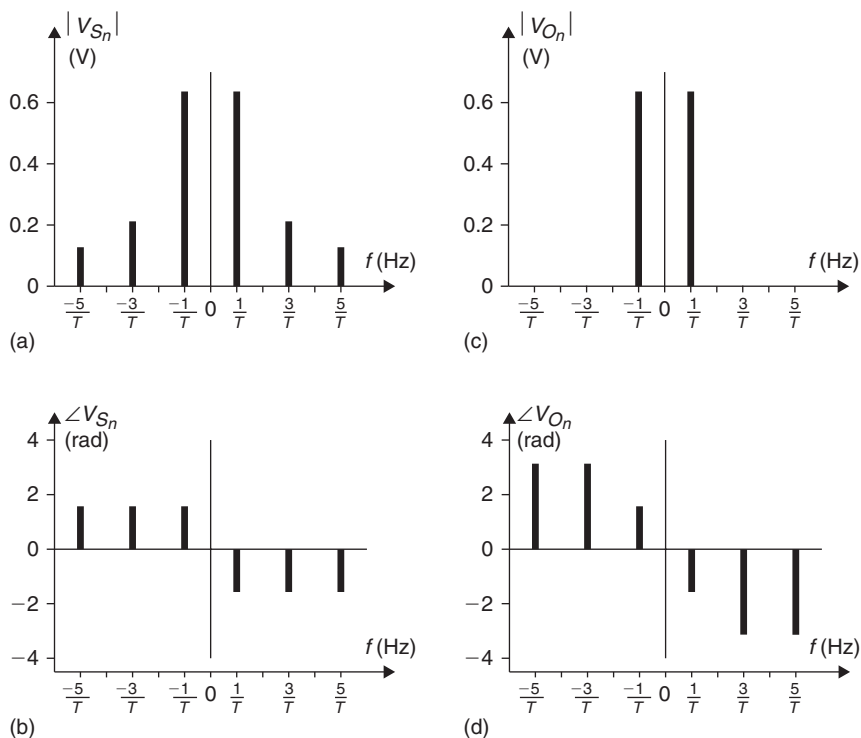 |V_{S_n}|
(V)
0.6
0.4
0.2
0
f (Hz)
−5/T −3/T −1/T 0 1/T 3/T 5/T
(a)
|V_{O_n}|
(V)
0.6
0.4
0.2
0
f (Hz)
−5/T −3/T −1/T 0 1/T 3/T 5/T
(c)
∠V_{S_n}
(rad)
4
2
0
−2
−4
f (Hz)
−5/T −3/T −1/T 0 1/T 3/T 5/T
(b)
∠V_{O_n}
(rad)
4
2
0
−2
−4
f (Hz)
−5/T −3/T −1/T 0 1/T 3/T 5/T
(d)